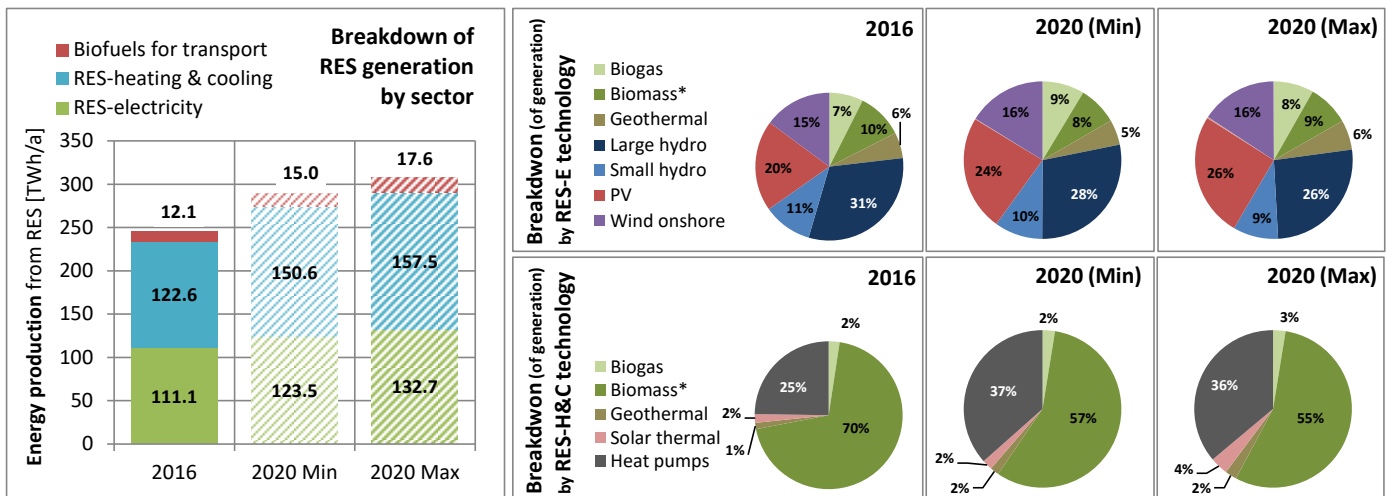 Breakdown of
RES generation
by sector
Biofuels for transport
RES-heating & cooling
RES-electricity
Energy production from RES [TWh/a]
350
300
250
200
150
100
50
0
12.1
122.6
111.1
15.0
150.6
123.5
17.6
157.5
132.7
2016
2020 Min
2020 Max
Breakdwon (of generation)
by RES-E technology
Biogas
Biomass*
Geothermal
Large hydro
Small hydro
PV
Wind onshore
2016
7%
10%
6%
31%
11%
20%
15%
2020 (Min)
9%
8%
5%
28%
10%
24%
16%
2020 (Max)
8%
9%
6%
26%
9%
26%
16%
Breakdwon (of generation)
by RES-H&C technology
Biogas
Biomass*
Geothermal
Solar thermal
Heat pumps
2016
2%
70%
1%
2%
25%
2020 (Min)
2%
57%
2%
2%
37%
2020 (Max)
3%
55%
2%
4%
36%